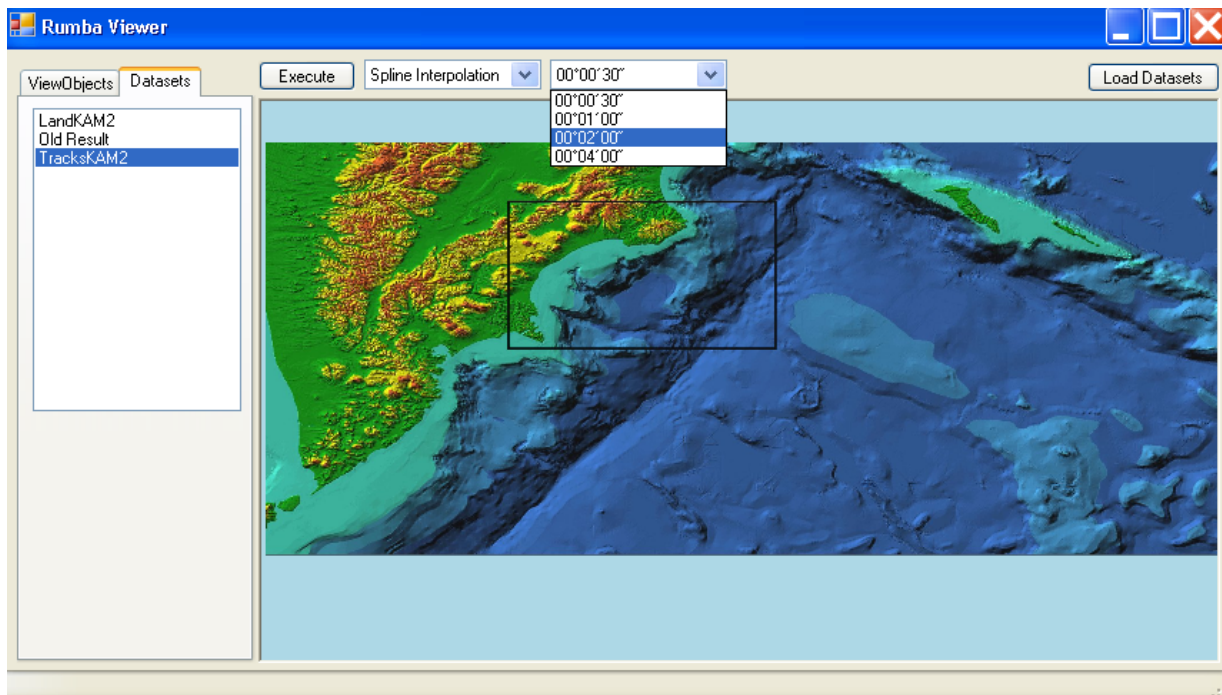 Rumba Viewer
ViewObjects
Datasets
Execute
Spline Interpolation
00°00′30″
Load Datasets
00°00′30″
00°01′00″
00°02′00″
00°04′00″
LandKAM2
Old Result
TracksKAM2